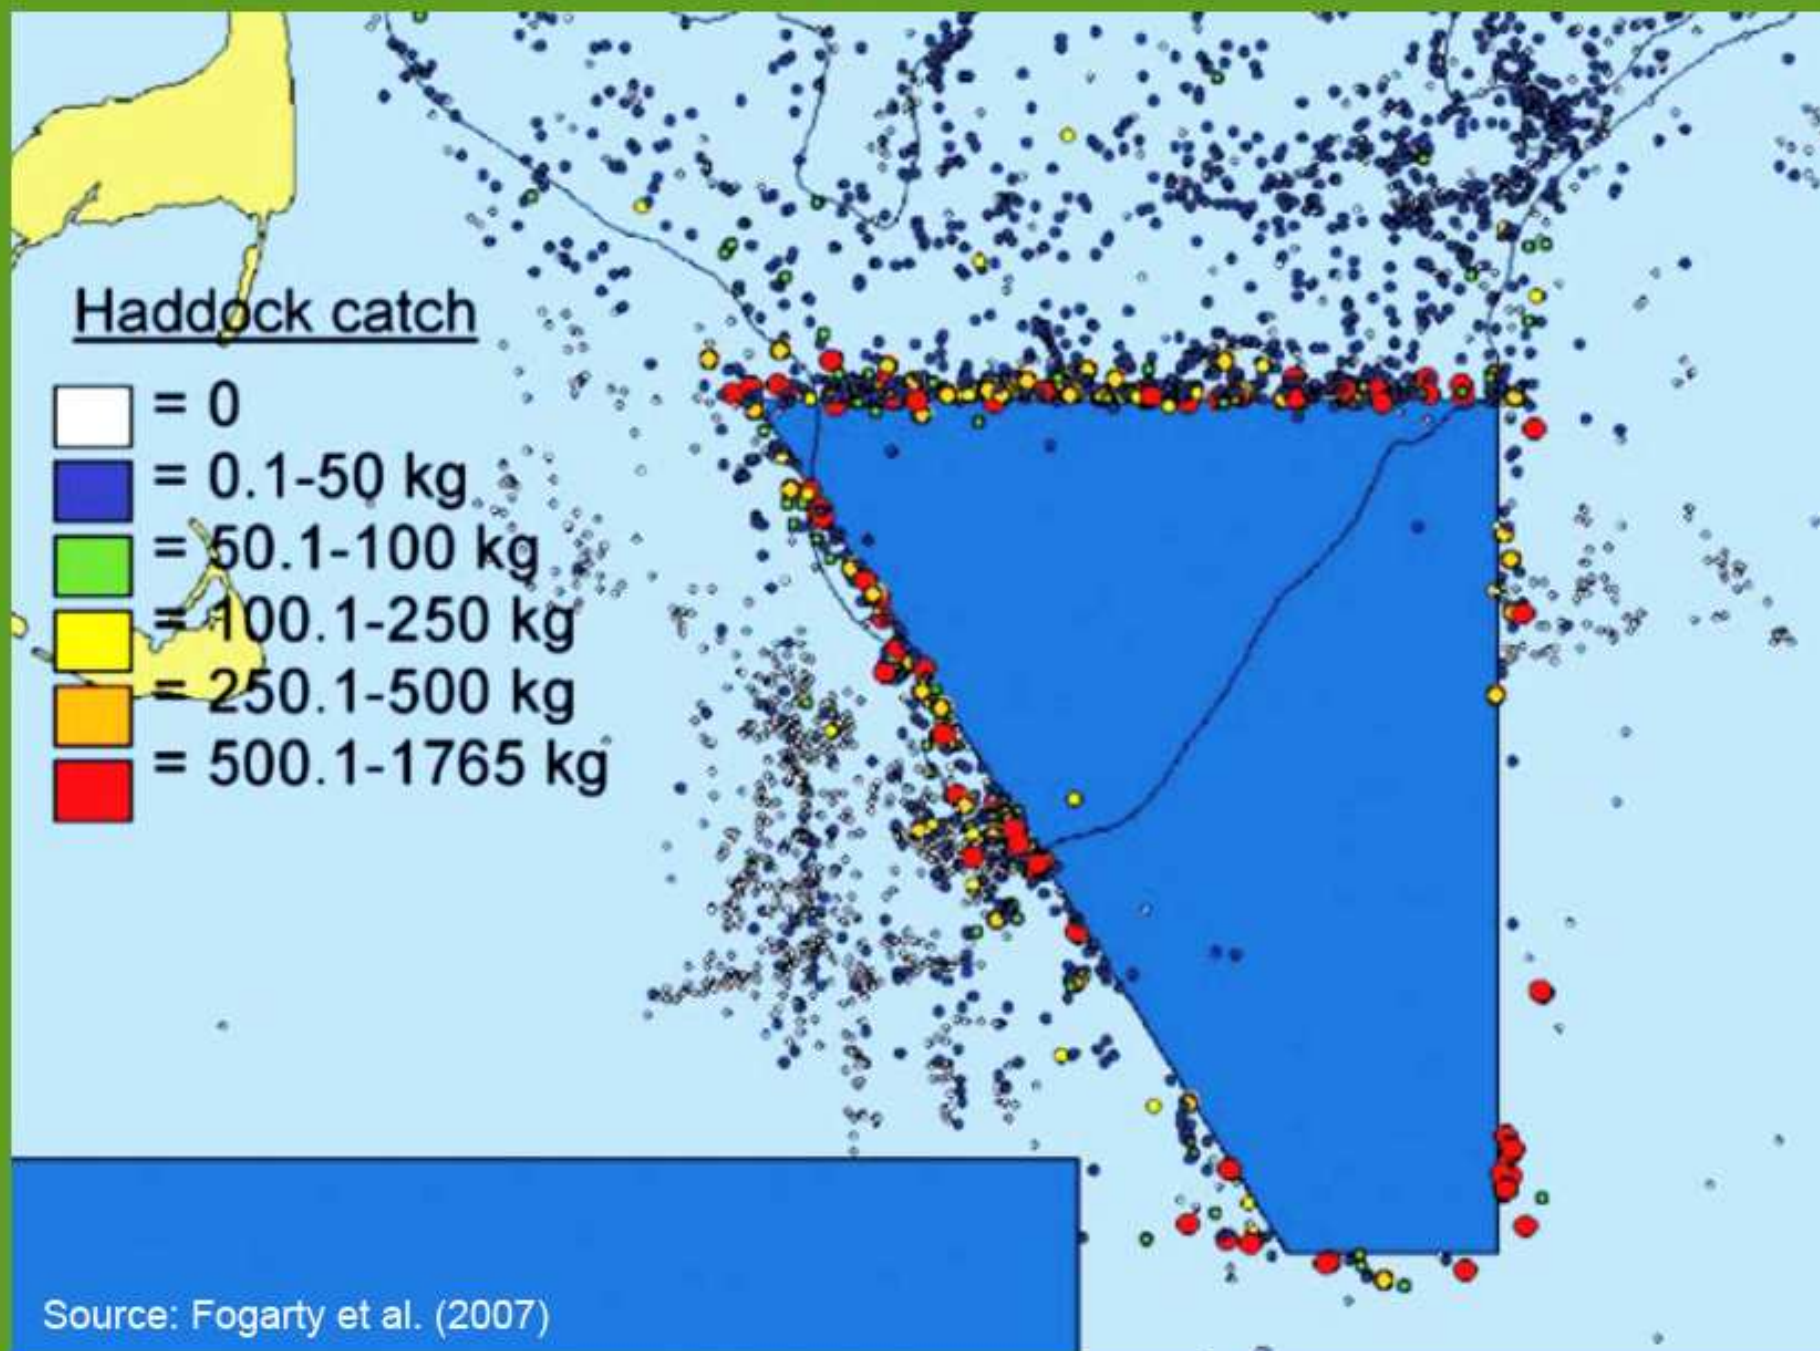 Haddock catch
= 0
= 0.1-50 kg
= 50.1-100 kg
= 100.1-250 kg
= 250.1-500 kg
= 500.1-1765 kg
Source: Fogarty et al. (2007)